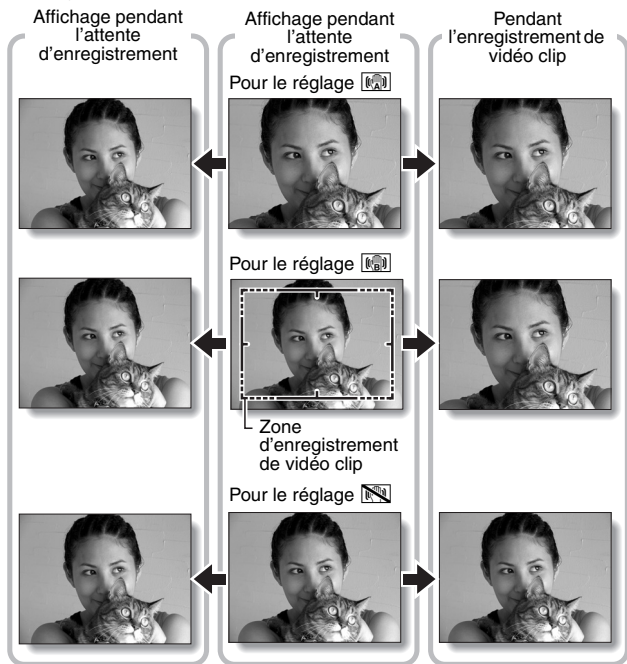 Affichage pendant
l'attente
d'enregistrement
Affichage pendant
l'attente
d'enregistrement
Pendant
l'enregistrement de
vidéo clip
Pour le réglage
A
Pour le réglage
B
Zone
d'enregistrement
de vidéo clip
Pour le réglage